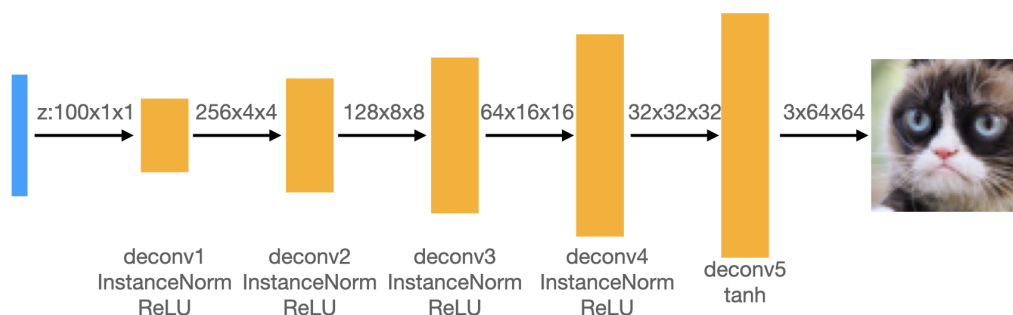 z:100x1x1
256x4x4
128x8x8
64x16x16
32x32x32
3x64x64
deconv1
InstanceNorm
ReLU
deconv2
InstanceNorm
ReLU
deconv3
InstanceNorm
ReLU
deconv4
InstanceNorm
ReLU
deconv5
tanh